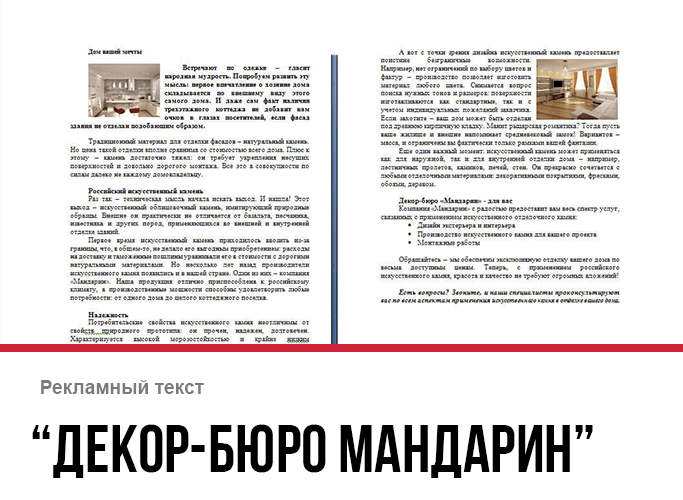 Дом вашей мечты
Встречают по одежке – гласит
народная мудрость. Попробуем развить эту
мысль: первое впечатление о хозяине дома
складывается по внешнему виду этого
самого дома. И даже сам факт наличия
трехэтажного коттеджа не добавит вам
очков в глазах посетителей, если фасад
здания не отделан подобающим образом.
Традиционный материал для отделки фасадов – натуральный камень.
Но цена такой отделки вполне сравнима со стоимостью всего дома. Плюс к
этому – камень достаточно тяжел: он требует укрепления несущих
поверхностей и довольно дорогого монтажа. Все это в совокупности по
силам далеко не каждому домовладельцу.
Российский искусственный камень
Раз так – техническая мысль начала искать выход. И нашла! Этот
выход – искусственный облицовочный камень, имитирующий природные
образцы. Внешне он практически не отличается от базальта, песчаника,
известняка и других пород, применяющихся во внешней и внутренней
отделке зданий.
Первое время искусственный камень приходилось ввозить из-за
границы, что, в общем-то, не делало его выгодным приобретением: расходы
на доставку и таможенные пошлины уравнивали его в стоимости с дорогими
натуральными материалами. Но несколько лет назад производители
искусственного камня появились и в нашей стране. Один из них – компания
«Мандарин». Наша продукция отлично приспособлена к российскому
климату, а производственные мощности способны удовлетворить любые
потребности: от одного дома до целого коттеджного поселка.
Надежность
Потребительские свойства искусственного камня неотличимы от
свойств природного прототипа: он прочен, надежен, долговечен.
Характеризуется высокой морозостойкостью и крайне низким
А вот с точки зрения дизайна искусственный камень предоставляет
поистине безграничные возможности.
Например, нет ограничений по выбору цветов и
фактур – производство позволяет изготовить
материал любого цвета. Снимается вопрос
поиска нужных тонов и размеров: поверхности
изготавливаются как стандартные, так и с
учетом индивидуальных пожеланий заказчика.
Если захотите – ваш дом может быть отделан
под древнюю кирпичную кладку. Манит рыцарская романтика? Тогда пусть
ваше жилище и внешне напоминает средневековый замок! Вариантов –
масса, и ограничены вы фактически только рамками вашей фантазии.
Еще один важный момент: искусственный камень может применяться
как для наружной, так и для внутренней отделки дома – например,
лестничных пролетов, каминов, печей, стен. Он прекрасно сочетается с
любыми отделочными материалами: декоративными покрытиями, фресками,
обоями, деревом.
Декор-бюро «Мандарин» - для вас
Компания «Мандарин» с радостью предоставит вам весь спектр услуг,
связанных с применением искусственного отделочного камня:
• Дизайн экстерьера и интерьера
• Производство искусственного камня для вашего проекта
• Монтажные работы
Обращайтесь – мы обеспечим эксклюзивную отделку вашего дома по
весьма доступным ценам. Теперь, с применением российского
искусственного камня, красота и качество не требуют огромных вложений!
Есть вопросы? Звоните, и наши специалисты проконсультируют
вас по всем аспектам применения искусственного камня в отделке вашего дома.
Рекламный текст
“ДЕКОР-БЮРО МАНДАРИН”